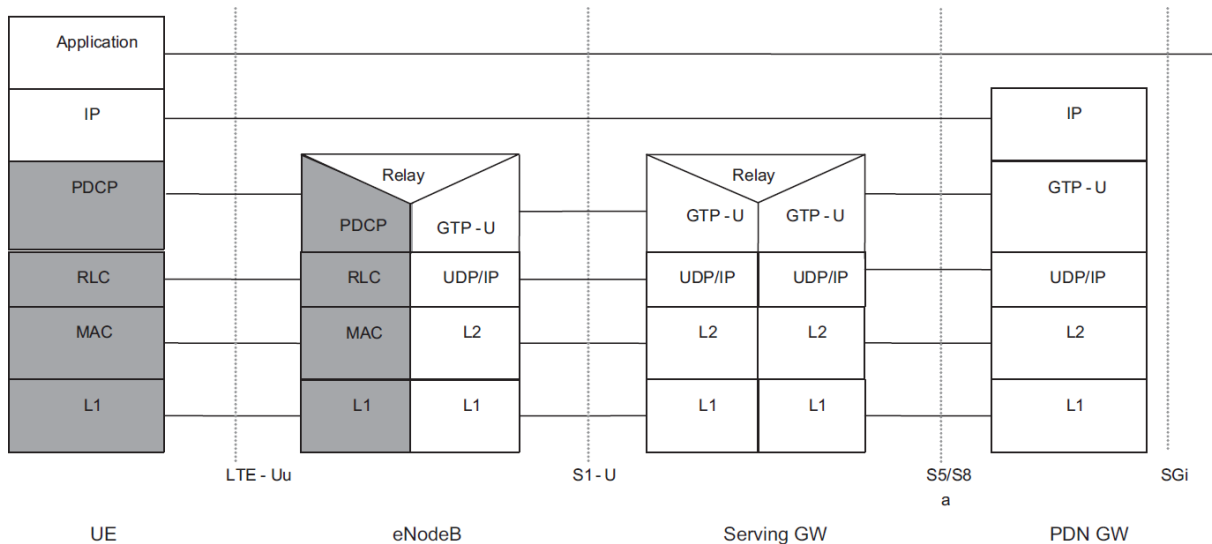 Application
IP
IP
Relay
Relay
PDCP
GTP - U
GTP - U
GTP - U
PDCP
GTP - U
RLC
RLC
UDP/IP
UDP/IP
UDP/IP
UDP/IP
MAC
MAC
L2
L2
L2
L2
L1
L1
L1
L1
L1
L1
LTE - Uu
S1 - U
S5/S8
a
SGi
UE
eNodeB
Serving GW
PDN GW